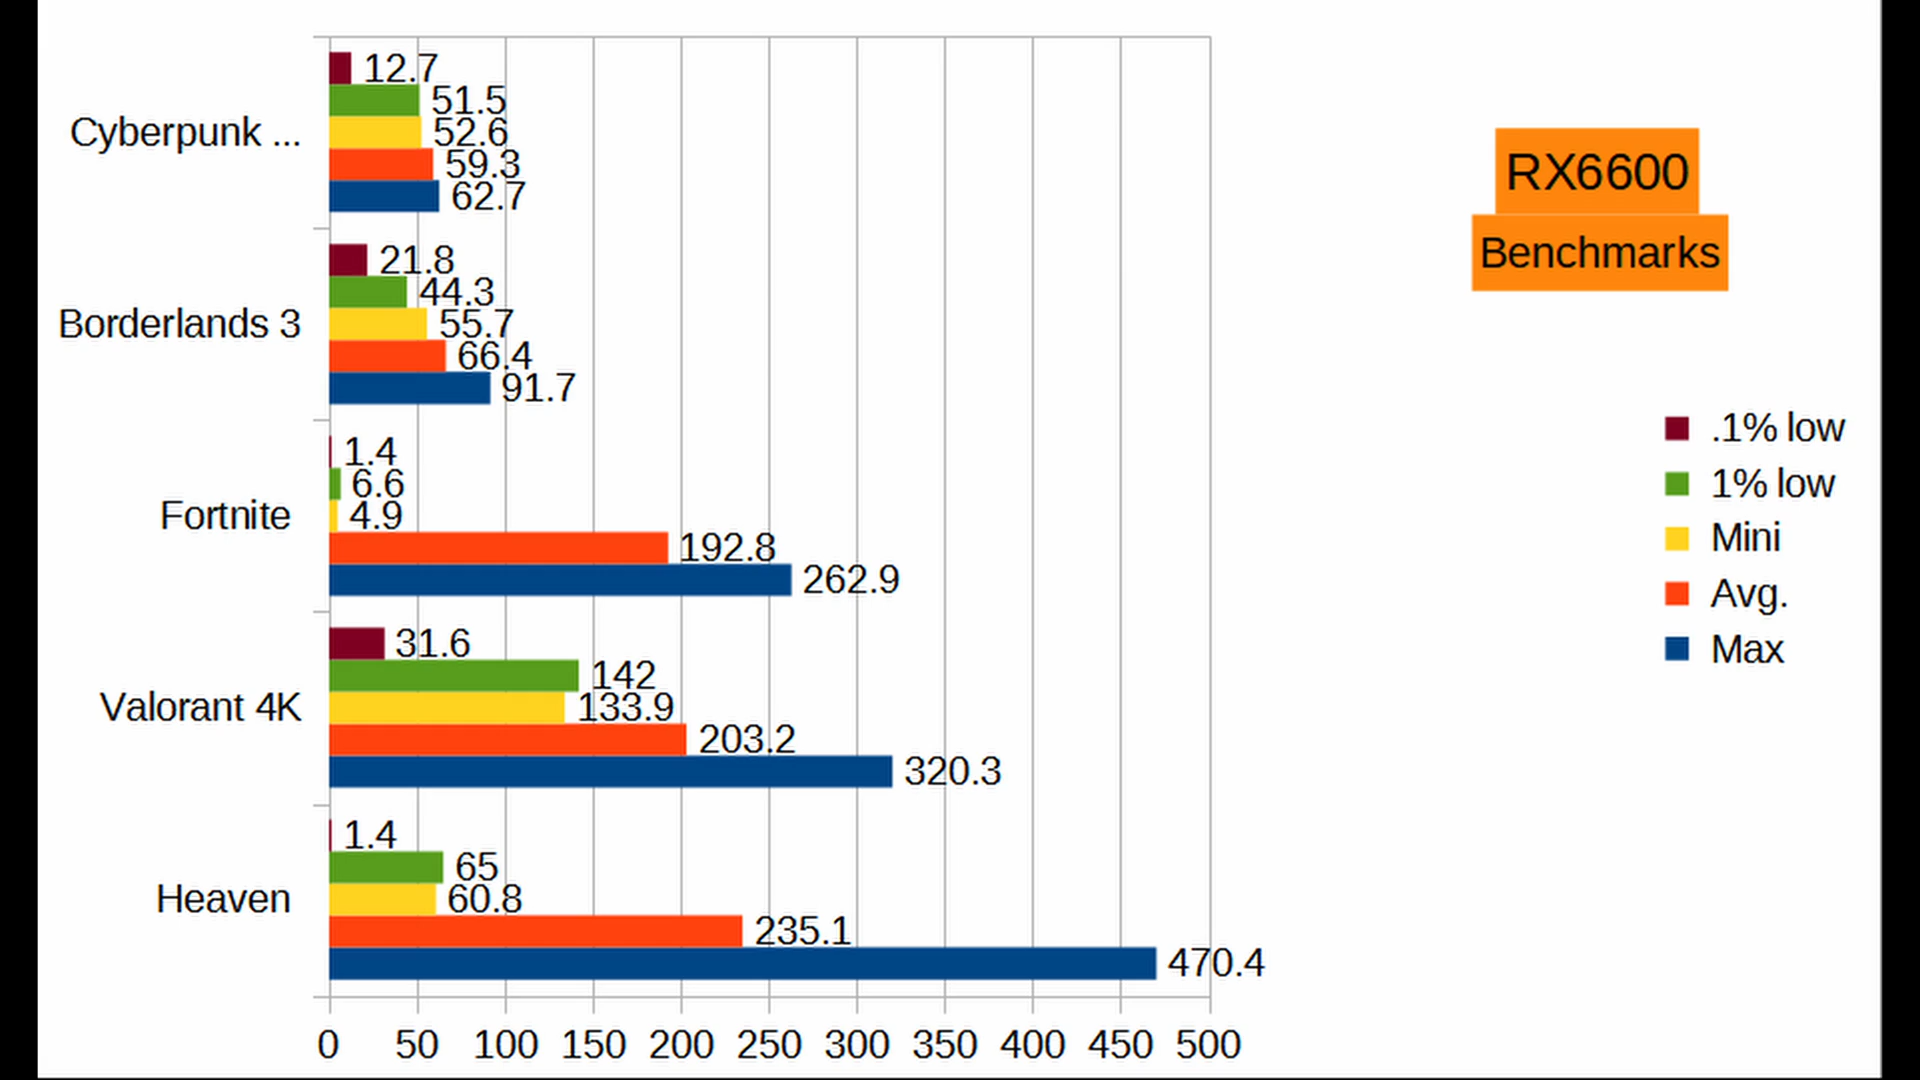 12.7
51.5
Cyberpunk ...
52.6
59.3
62.7
21.8
44.3
Borderlands 3
55.7
66.4
91.7
1.4
6.6
Fortnite
4.9
192.8
262.9
31.6
142
Valorant 4K
133.9
203.2
320.3
1.4
65
Heaven
60.8
235.1
470.4
0 50 100 150 200 250 300 350 400 450 500
RX6600
Benchmarks
.1% low
1% low
Mini
Avg.
Max